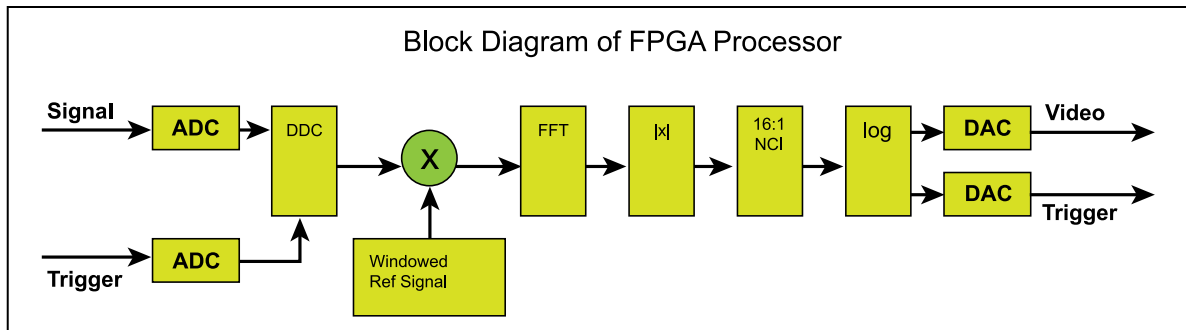 Block Diagram of FPGA Processor
Signal
ADC
DDC
X
FFT
|x|
16:1
NCI
log
DAC
Video
DAC
Trigger
Trigger
ADC
Windowed
Ref Signal